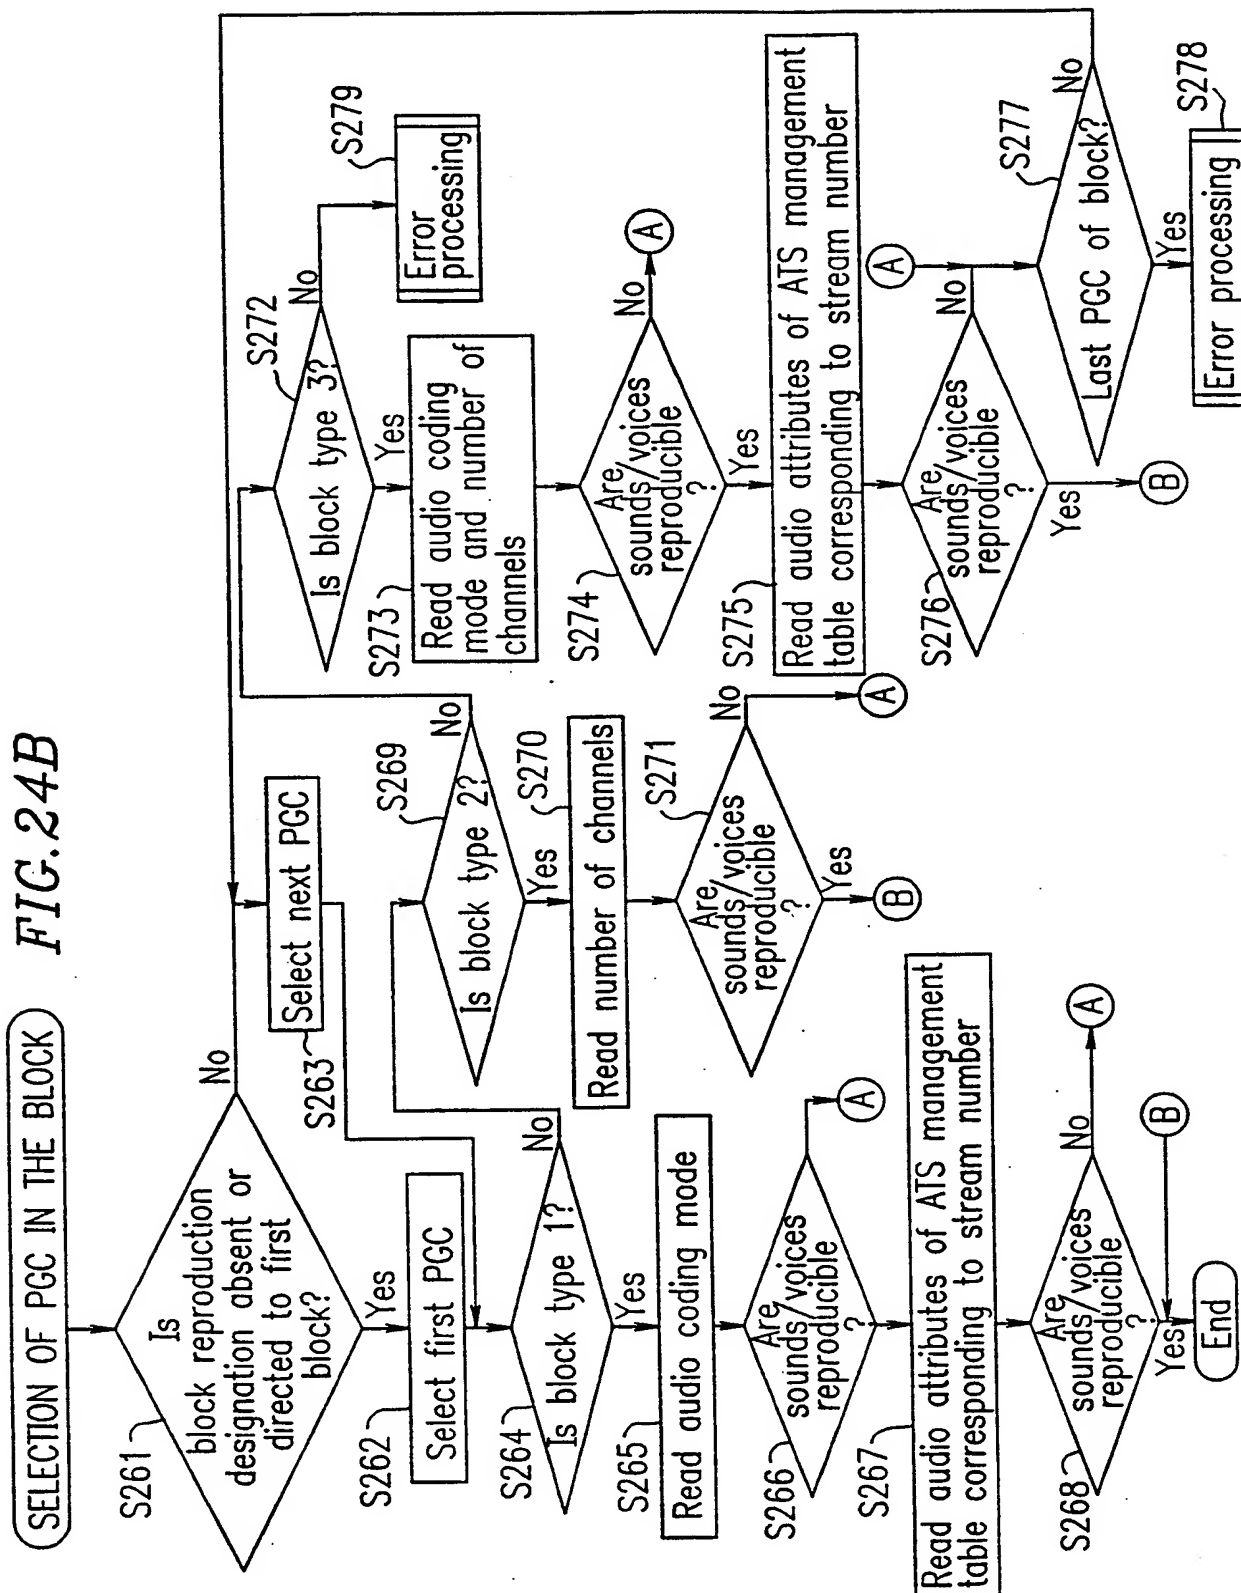 FIG.24B
SELECTION OF PGC IN THE BLOCK
S261
Is
block reproduction
designation absent or
directed to first
block?
No
Yes
S262
Select first PGC
S263
Select next PGC
S264
Is block type 1?
No
Yes
S265
Read audio coding mode
S266
Are
sounds/voices
reproducible
?
A
S267
Read audio attributes of ATS management
table corresponding to stream number
S268
Are
sounds/voices
reproducible
?
No
A
Yes
B
End
S269
Is block type 2?
No
Yes
S270
Read number of channels
S271
Are
sounds/voices
reproducible
?
No
A
Yes
B
S272
Is block type 3?
No
S279
Error
processing
Yes
S273
Read audio coding
mode and number of
channels
S274
Are
sounds/voices
reproducible
?
No
A
Yes
S275
Read audio attributes of ATS management
table corresponding to stream number
S276
Are
sounds/voices
reproducible
?
No
A
Yes
B
S277
Last PGC of block?
No
Yes
S278
Error processing